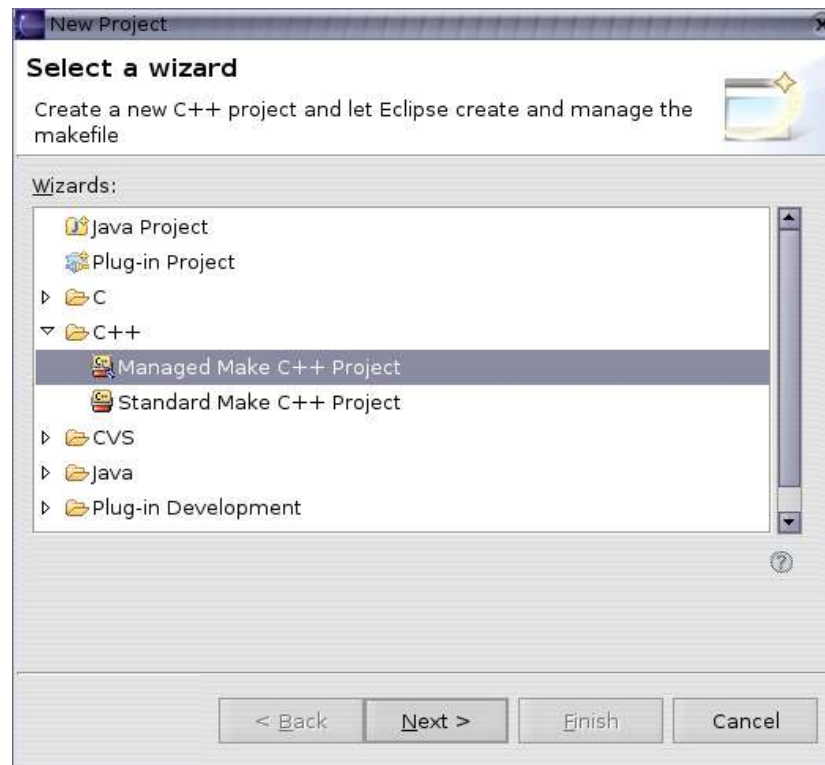 New Project
Select a wizard
Create a new C++ project and let Eclipse create and manage the
makefile
Wizards:
Java Project
Plug-in Project
C
C++
Managed Make C++ Project
Standard Make C++ Project
CVS
Java
Plug-in Development
< Back
Next >
Finish
Cancel